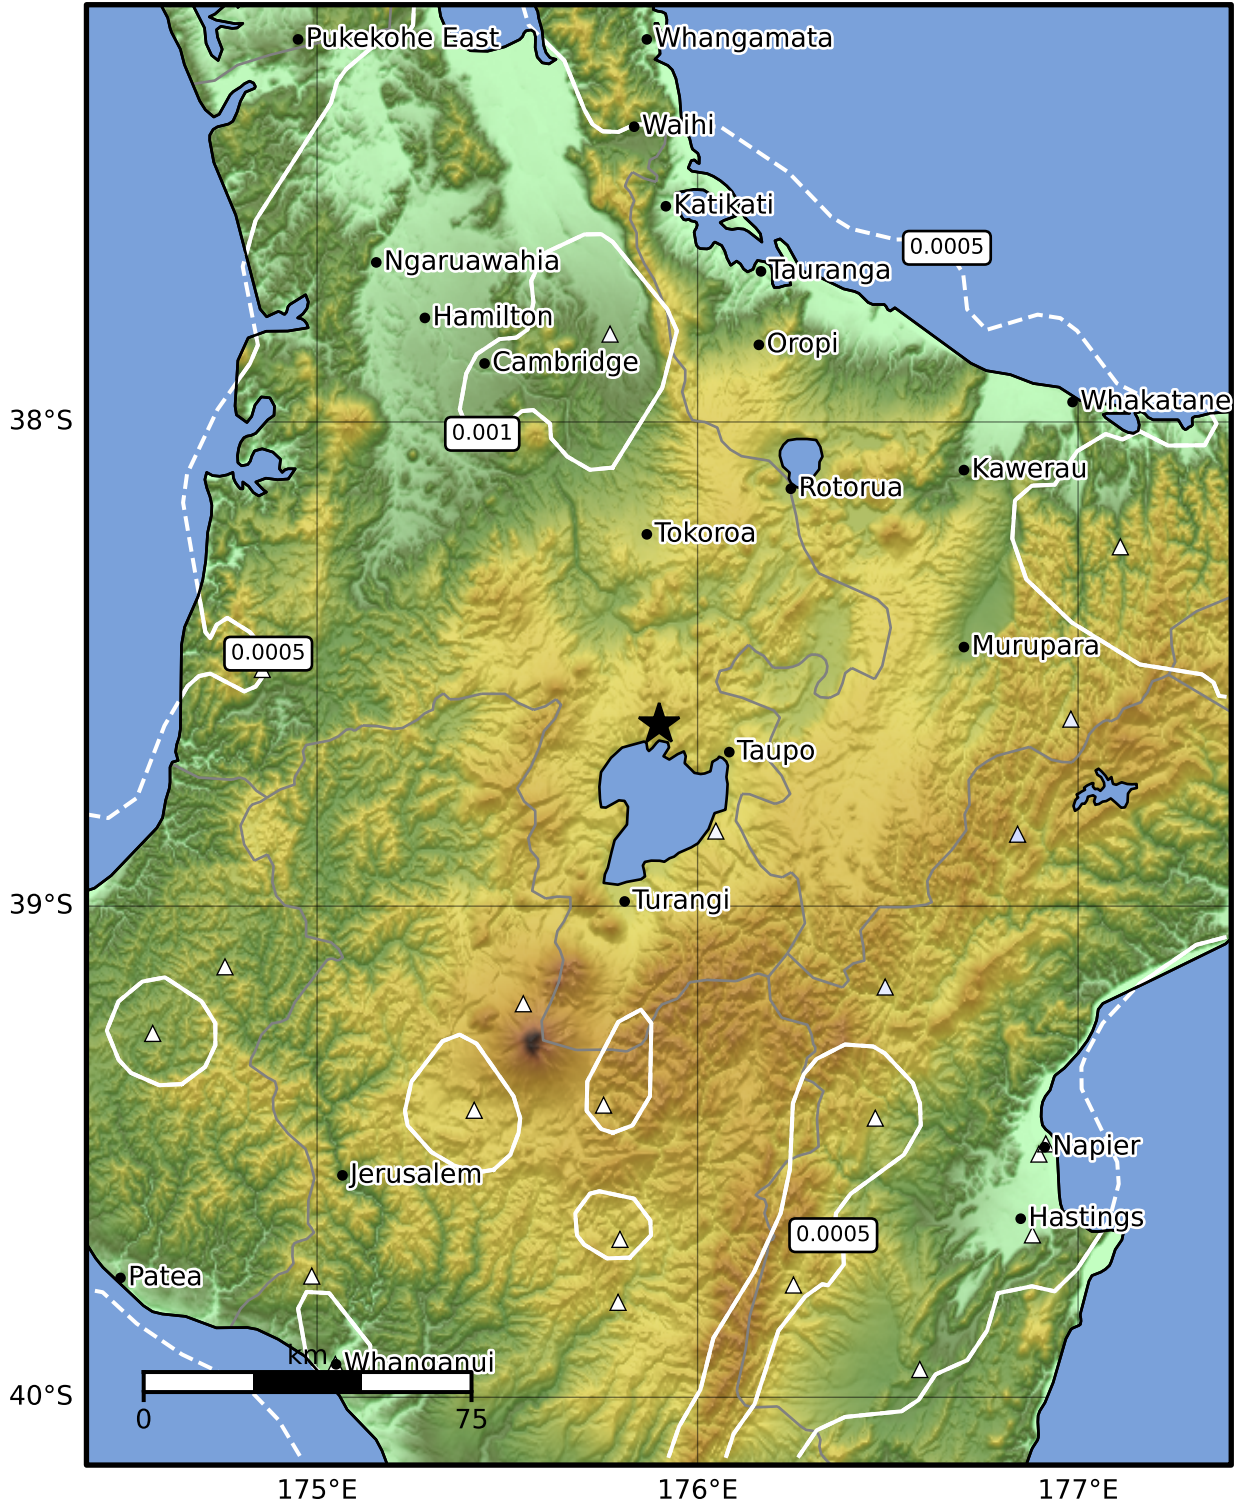 Pukekohe East
Whangamata
Waihi
Katikati
0.0005
Ngaruawahia
Tauranga
Hamilton
Oropi
Cambridge
Whakatane
38°S
0.001
Kawerau
Rotorua
Tokoroa
0.0005
Murupara
Taupo
39°S
Turangi
Napier
Jerusalem
Hastings
0.0005
Patea
km
Whanganui
40°S
0
75
175°E
176°E
177°E